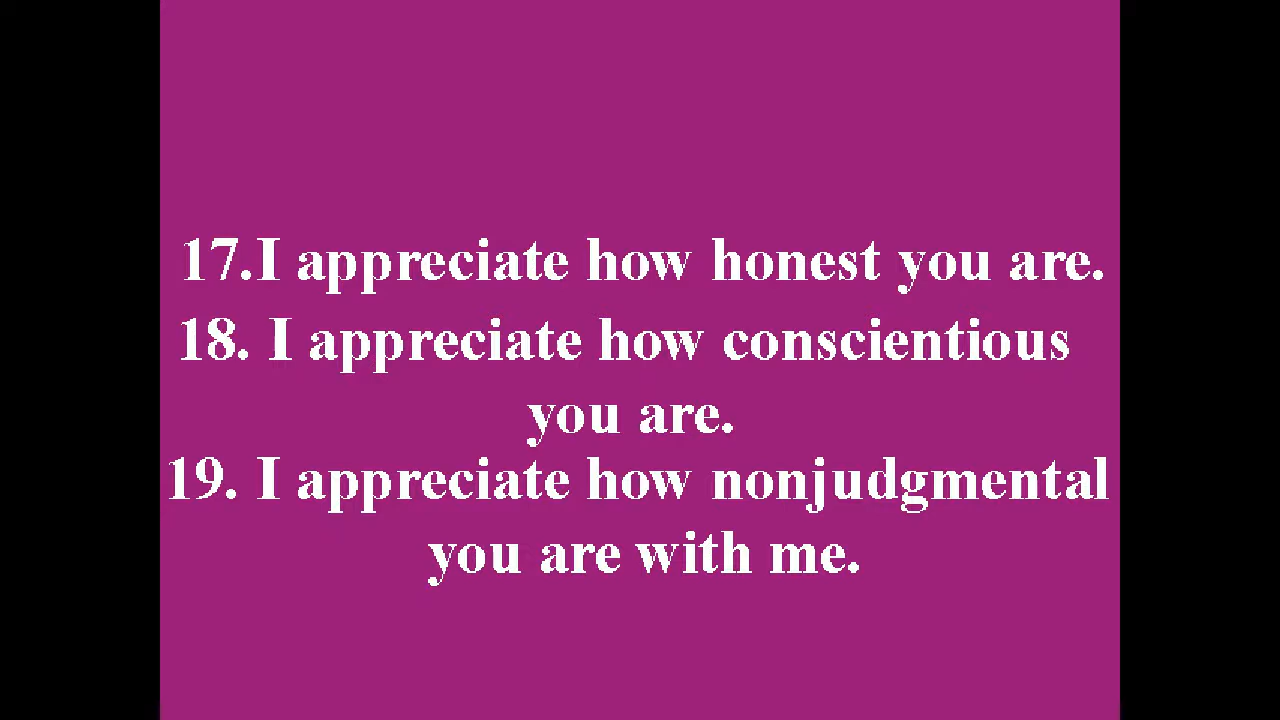 17.I appreciate how honest you are.
18. I appreciate how conscientious
you are.
19. I appreciate how nonjudgmental
you are with me.